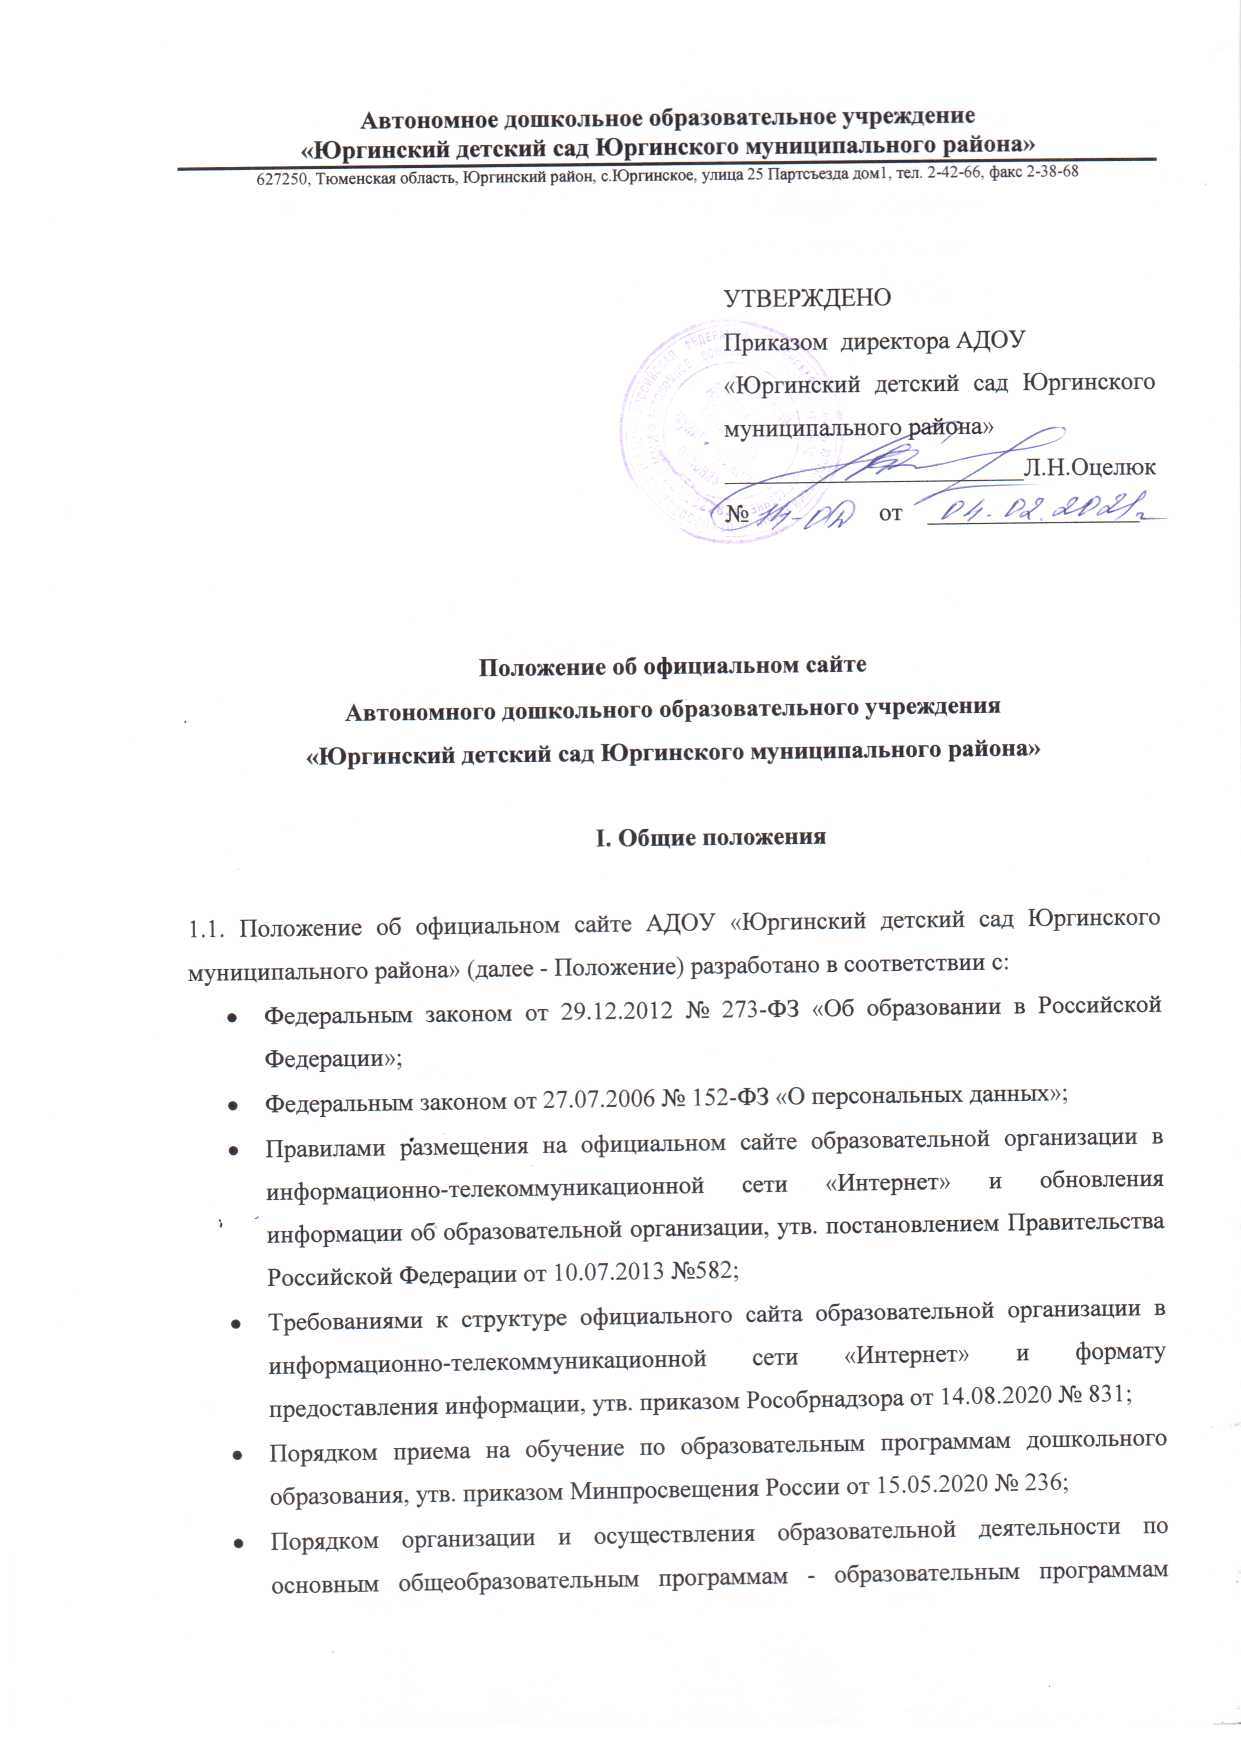 Автономное дошкольное образовательное учреждение
«Юргинский детский сад Юргинского муниципального района»
627250, Тюменская область, Юргинский район, с.Юргинское, улица 25 Партсъезда дом1, тел. 2-42-66, факс 2-38-68
УТВЕРЖДЕНО
Приказом директора АДОУ
«Юргинский детский сад Юргинского
муниципального района»
Л.Н.Оцелюк
№ от 04.02.2021г
Положение об официальном сайте
Автономного дошкольного образовательного учреждения
«Юргинский детский сад Юргинского муниципального района»
I. Общие положения
1.1. Положение об официальном сайте АДОУ «Юргинский детский сад Юргинского
муниципального района» (далее - Положение) разработано в соответствии с:
• Федеральным законом от 29.12.2012 № 273-ФЗ «Об образовании в Российской
Федерации»;
• Федеральным законом от 27.07.2006 № 152-ФЗ «О персональных данных»;
• Правилами размещения на официальном сайте образовательной организации в
информационно-телекоммуникационной сети «Интернет» и обновления
информации об образовательной организации, утв. постановлением Правительства
Российской Федерации от 10.07.2013 №582;
• Требованиями к структуре официального сайта образовательной организации в
информационно-телекоммуникационной сети «Интернет» и формату
предоставления информации, утв. приказом Рособрнадзора от 14.08.2020 № 831;
• Порядком приема на обучение по образовательным программам дошкольного
образования, утв. приказом Минпросвещения России от 15.05.2020 № 236;
• Порядком организации и осуществления образовательной деятельности по
основным общеобразовательным программам - образовательным программам